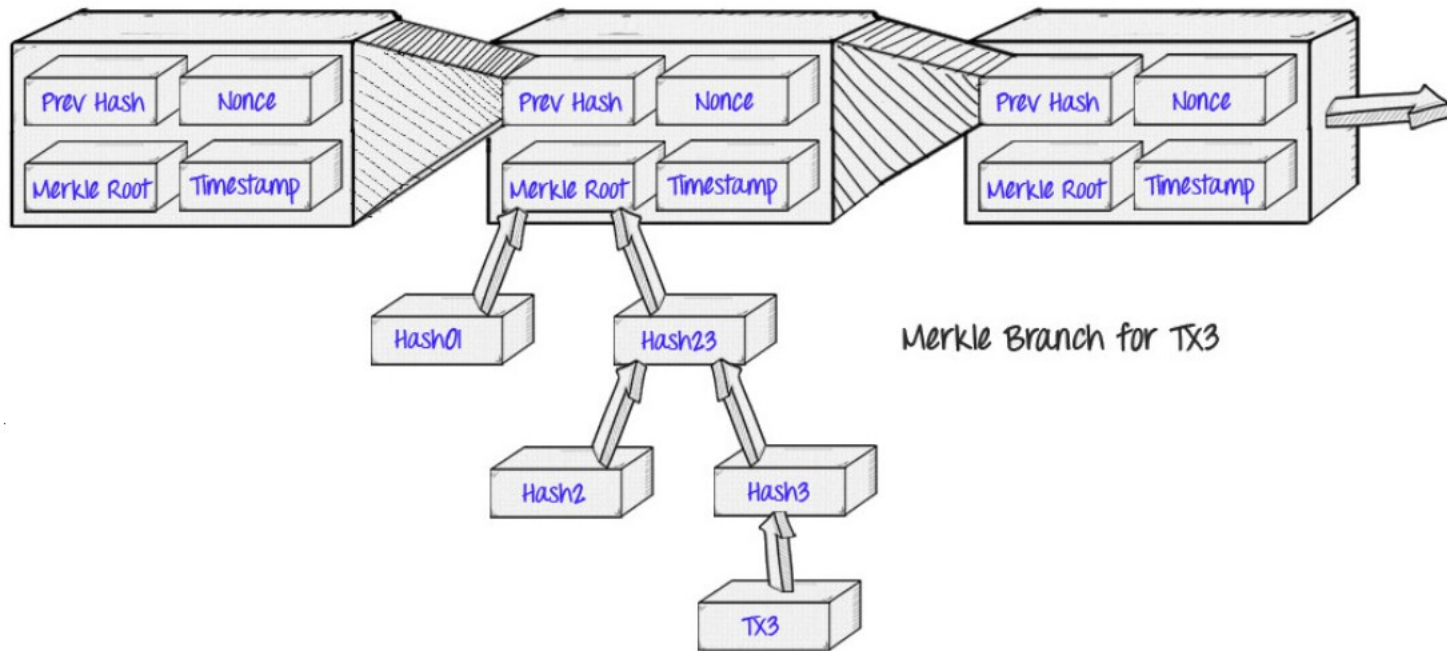 Prev Hash Nonce
Merkle Root Timestamp
Prev Hash Nonce
Merkle Root Timestamp
Prev Hash Nonce
Merkle Root Timestamp
Hash01
Hash23
Merkle Branch for TX3
Hash2
Hash3
TX3